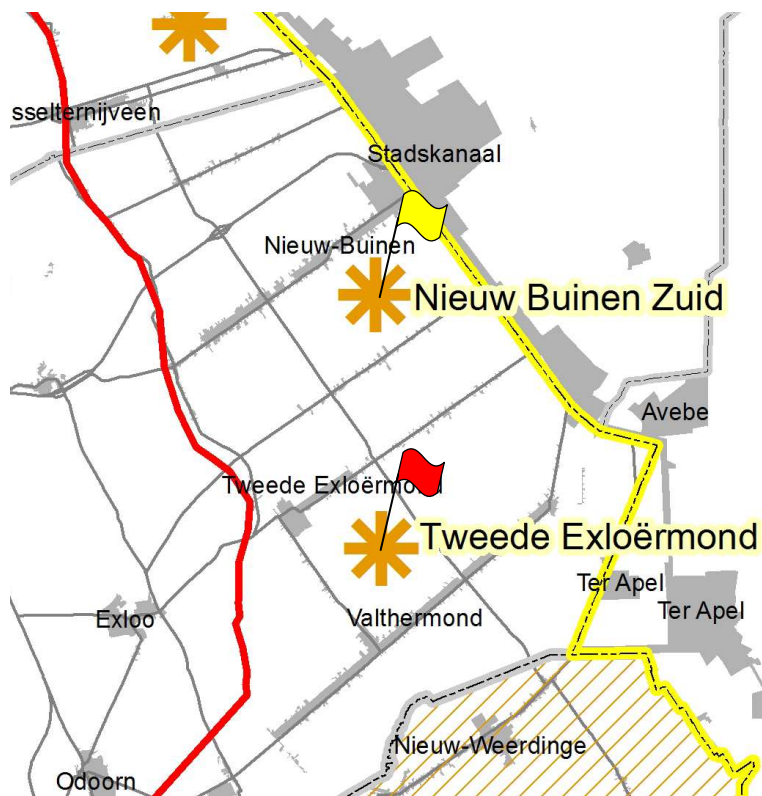 sselternijveen
Stadskanaal
Nieuw-Buinen
Nieuw Buinen Zuid
Avebe
Tweede Exloërmond
Tweede Exloërmond
Ter Apel
Exloo
Valthermond
Ter Apel
Nieuw-Weerdinge
Odoorn